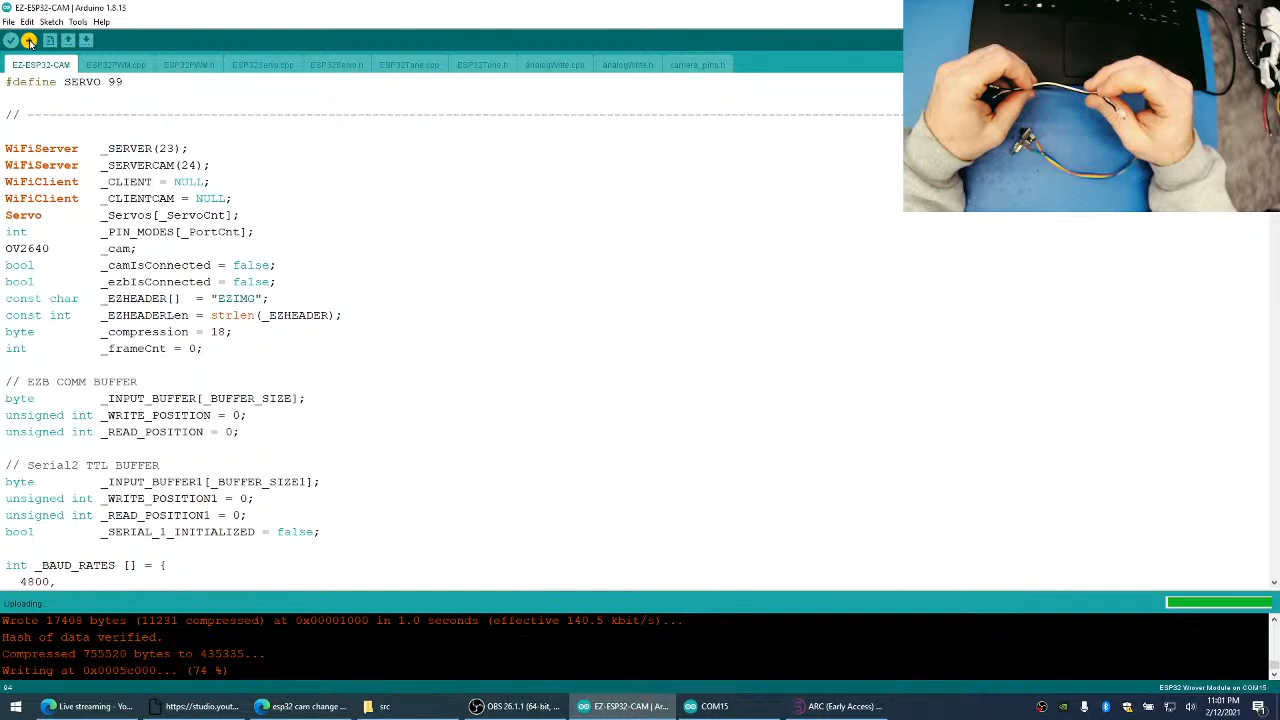 EZ-ESP32-CAM | Arduino 1.8.13
File Edit Sketch Tools Help
EZ-ESP32-CAM ESP32PWM.cpp ESP32PWM.h ESP32Servo.cpp ESP32Servo.h ESP32Tone.cpp ESP32Tone.h analogWrite.cpp analogWrite.h camera_pins.h
#define SERVO 99
// ----------------------------------------------------------------
WiFiServer _SERVER(23);
WiFiServer _SERVERCAM(24);
WiFiClient _CLIENT = NULL;
WiFiClient _CLIENTCAM = NULL;
Servo _Servos[_ServoCnt];
int _PIN_MODES[_PortCnt];
OV2640 _cam;
bool _camIsConnected = false;
bool _ezbIsConnected = false;
const char _EZHEADER[] = "EZIMG";
const int _EZHEADERLen = strlen(_EZHEADER);
byte _compression = 18;
int _frameCnt = 0;
// EZB COMM BUFFER
byte _INPUT_BUFFER[_BUFFER_SIZE];
unsigned int _WRITE_POSITION = 0;
unsigned int _READ_POSITION = 0;
// Serial2 TTL BUFFER
byte _INPUT_BUFFER1[_BUFFER_SIZE1];
unsigned int _WRITE_POSITION1 = 0;
unsigned int _READ_POSITION1 = 0;
bool _SERIAL_1_INITIALIZED = false;
int _BAUD_RATES [] = {
4800,
Uploading...
Wrote 17408 bytes (11231 compressed) at 0x00001000 in 1.0 seconds (effective 140.5 kbit/s)...
Hash of data verified.
Compressed 755520 bytes to 435335...
Writing at 0x0005c000... (74 %)
94 ESP32 Wrover Module on COM15
Live streaming - Yo... https://studio.you... esp32 cam change ... src OBS 26.1.1 (64-bit, ... EZ-ESP32-CAM | Ar... COM15 ARC (Early Access) ...
11:01 PM
2/12/2021